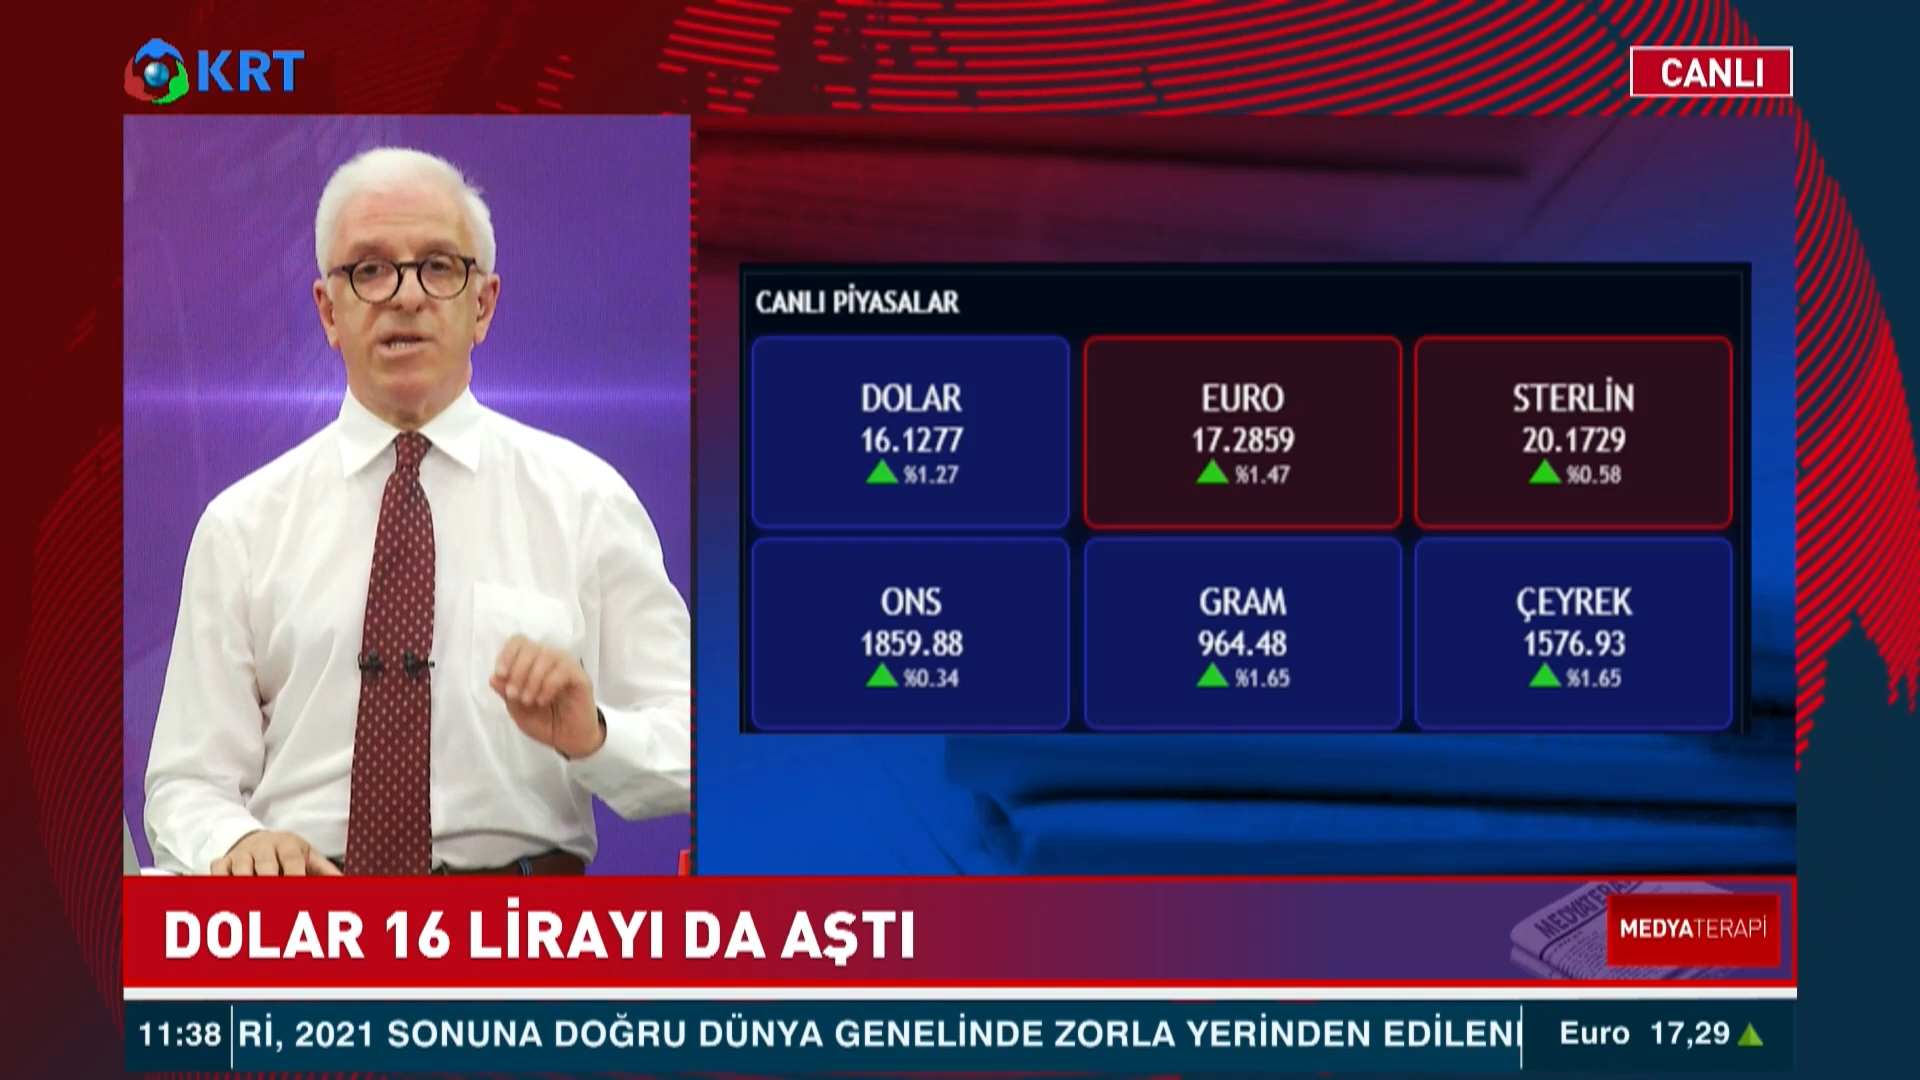 KRT
CANLI
CANLI PİYASALAR
DOLAR
16.1277
%1.27
EURO
17.2859
%1.47
STERLİN
20.1729
%0.58
ONS
1859.88
%0.34
GRAM
964.48
%1.65
ÇEYREK
1576.93
%1.65
DOLAR 16 LİRAYI DA AŞTI
MEDYATERAPİ
11:38
Rİ, 2021 SONUNA DOĞRU DÜNYA GENELİNDE ZORLA YERİNDEN EDİLEN
Euro 17,29